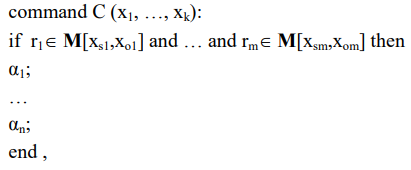 command C (x₁, …, xₖ):
if r₁∈ M[xₛ₁,xₒ₁] and … and rₘ∈ M[xₛₘ,xₒₘ] then
α₁;
…
αₙ;
end ,